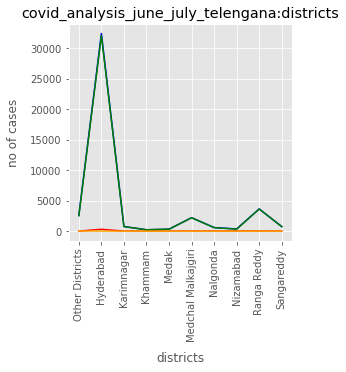 covid_analysis_june_july_telengana:districts
no of cases
30000
25000
20000
15000
10000
5000
0
Other Districts
Hyderabad
Karimnagar
Khammam
Medak
Medchal Malkajgiri
Nalgonda
Nizamabad
Ranga Reddy
Sangareddy
districts